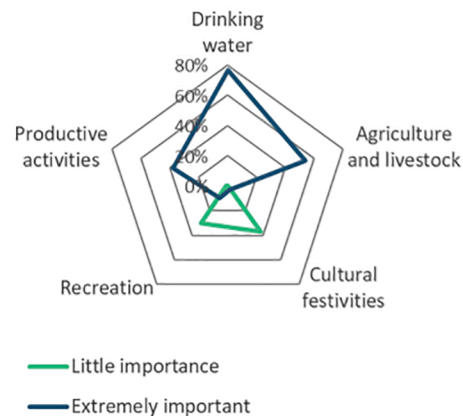 Drinking
water
80%
60%
40%
20%
0%
Productive
activities
Agriculture
and livestock
Recreation
Cultural
festivities
Little importance
Extremely important